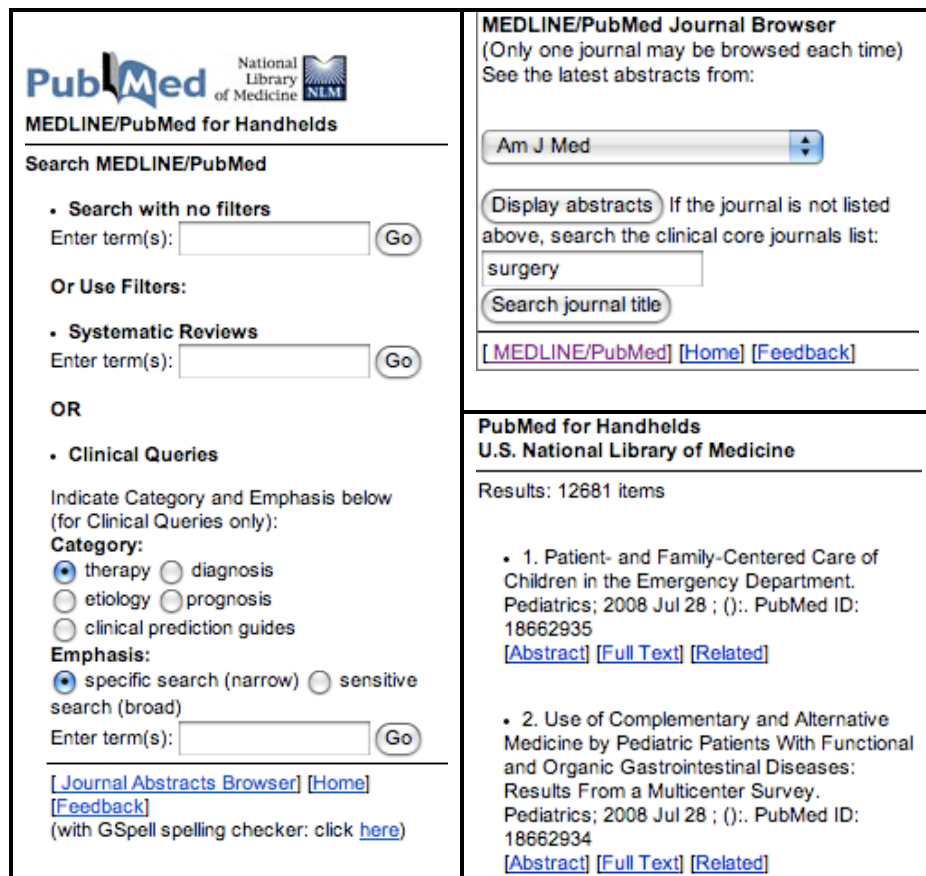 PubMed
National
Library
of Medicine
NLM
MEDLINE/PubMed for Handhelds
Search MEDLINE/PubMed
• Search with no filters
Enter term(s): Go
Or Use Filters:
• Systematic Reviews
Enter term(s): Go
OR
• Clinical Queries
Indicate Category and Emphasis below
(for Clinical Queries only):
Category:
therapy diagnosis
etiology prognosis
clinical prediction guides
Emphasis:
specific search (narrow) sensitive
search (broad)
Enter term(s): Go
[ Journal Abstracts Browser] [Home]
[Feedback]
(with GSpell spelling checker: click here)
MEDLINE/PubMed Journal Browser
(Only one journal may be browsed each time)
See the latest abstracts from:
Am J Med
Display abstracts If the journal is not listed
above, search the clinical core journals list:
surgery
Search journal title
[ MEDLINE/PubMed] [Home] [Feedback]
PubMed for Handhelds
U.S. National Library of Medicine
Results: 12681 items
• 1. Patient- and Family-Centered Care of
Children in the Emergency Department.
Pediatrics; 2008 Jul 28 ; ():. PubMed ID:
18662935
[Abstract] [Full Text] [Related]
• 2. Use of Complementary and Alternative
Medicine by Pediatric Patients With Functional
and Organic Gastrointestinal Diseases:
Results From a Multicenter Survey.
Pediatrics; 2008 Jul 28 ; ():. PubMed ID:
18662934
[Abstract] [Full Text] [Related]